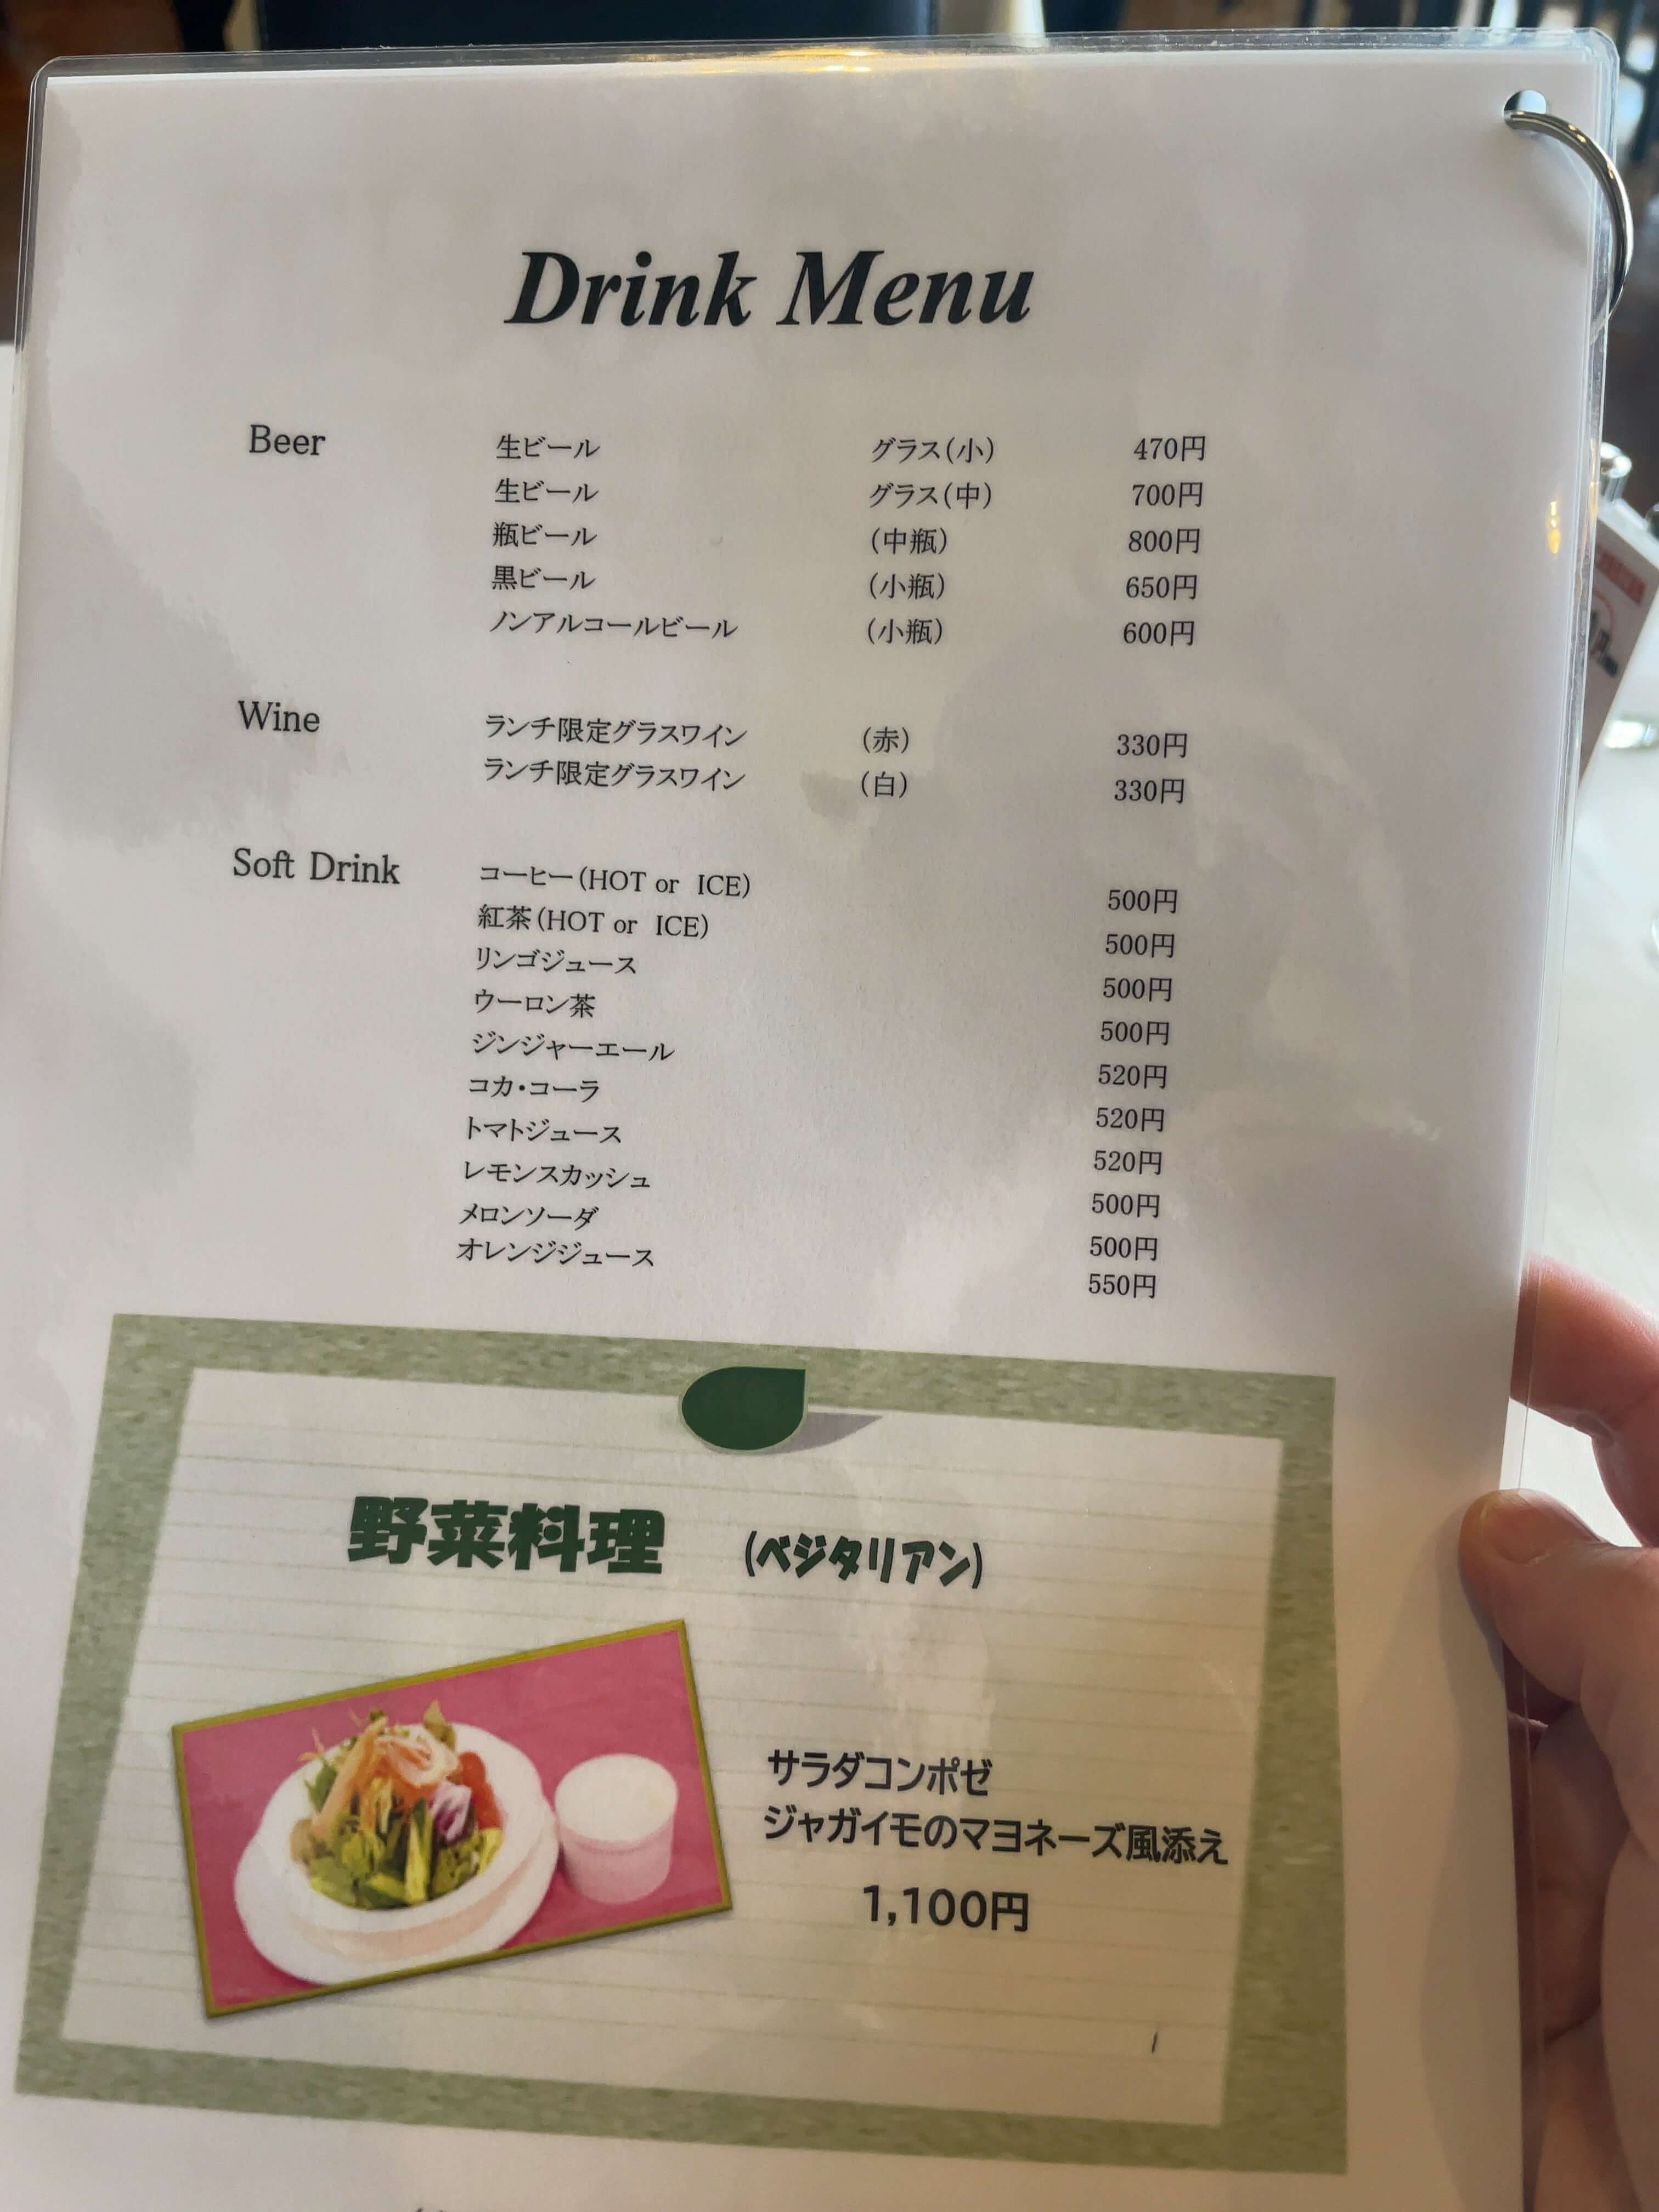 Drink Menu
Beer 生ビール グラス(小) 470円
生ビール グラス(中) 700円
瓶ビール (中瓶) 800円
黒ビール (小瓶) 650円
ノンアルコールビール (小瓶) 600円
Wine ランチ限定グラスワイン (赤) 330円
ランチ限定グラスワイン (白) 330円
Soft Drink コーヒー(HOT or ICE) 500円
紅茶(HOT or ICE) 500円
リンゴジュース 500円
ウーロン茶 500円
ジンジャーエール 520円
コカ・コーラ 520円
トマトジュース 520円
レモンスカッシュ 500円
メロンソーダ 500円
オレンジジュース 550円
野菜料理 (ベジタリアン)
サラダコンポゼ
ジャガイモのマヨネーズ風添え
1,100円